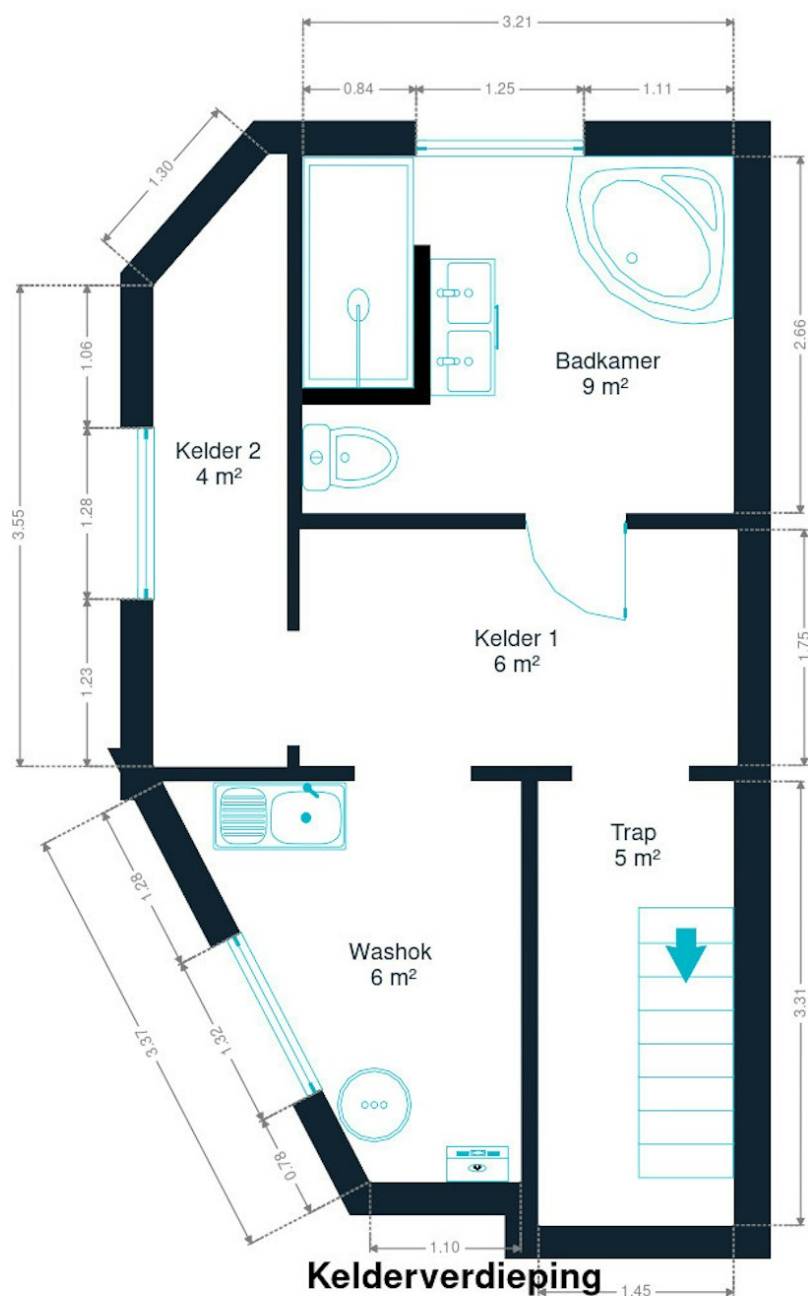 3.21
0.84
1.25
1.11
1.30
2.66
Badkamer
9 m²
1.06
Kelder 2
4 m²
1.28
3.55
1.23
Kelder 1
6 m²
1.75
Trap
5 m²
1.28
Washok
6 m²
3.31
1.32
3.37
0.78
1.10
Kelderverdieping
1.45